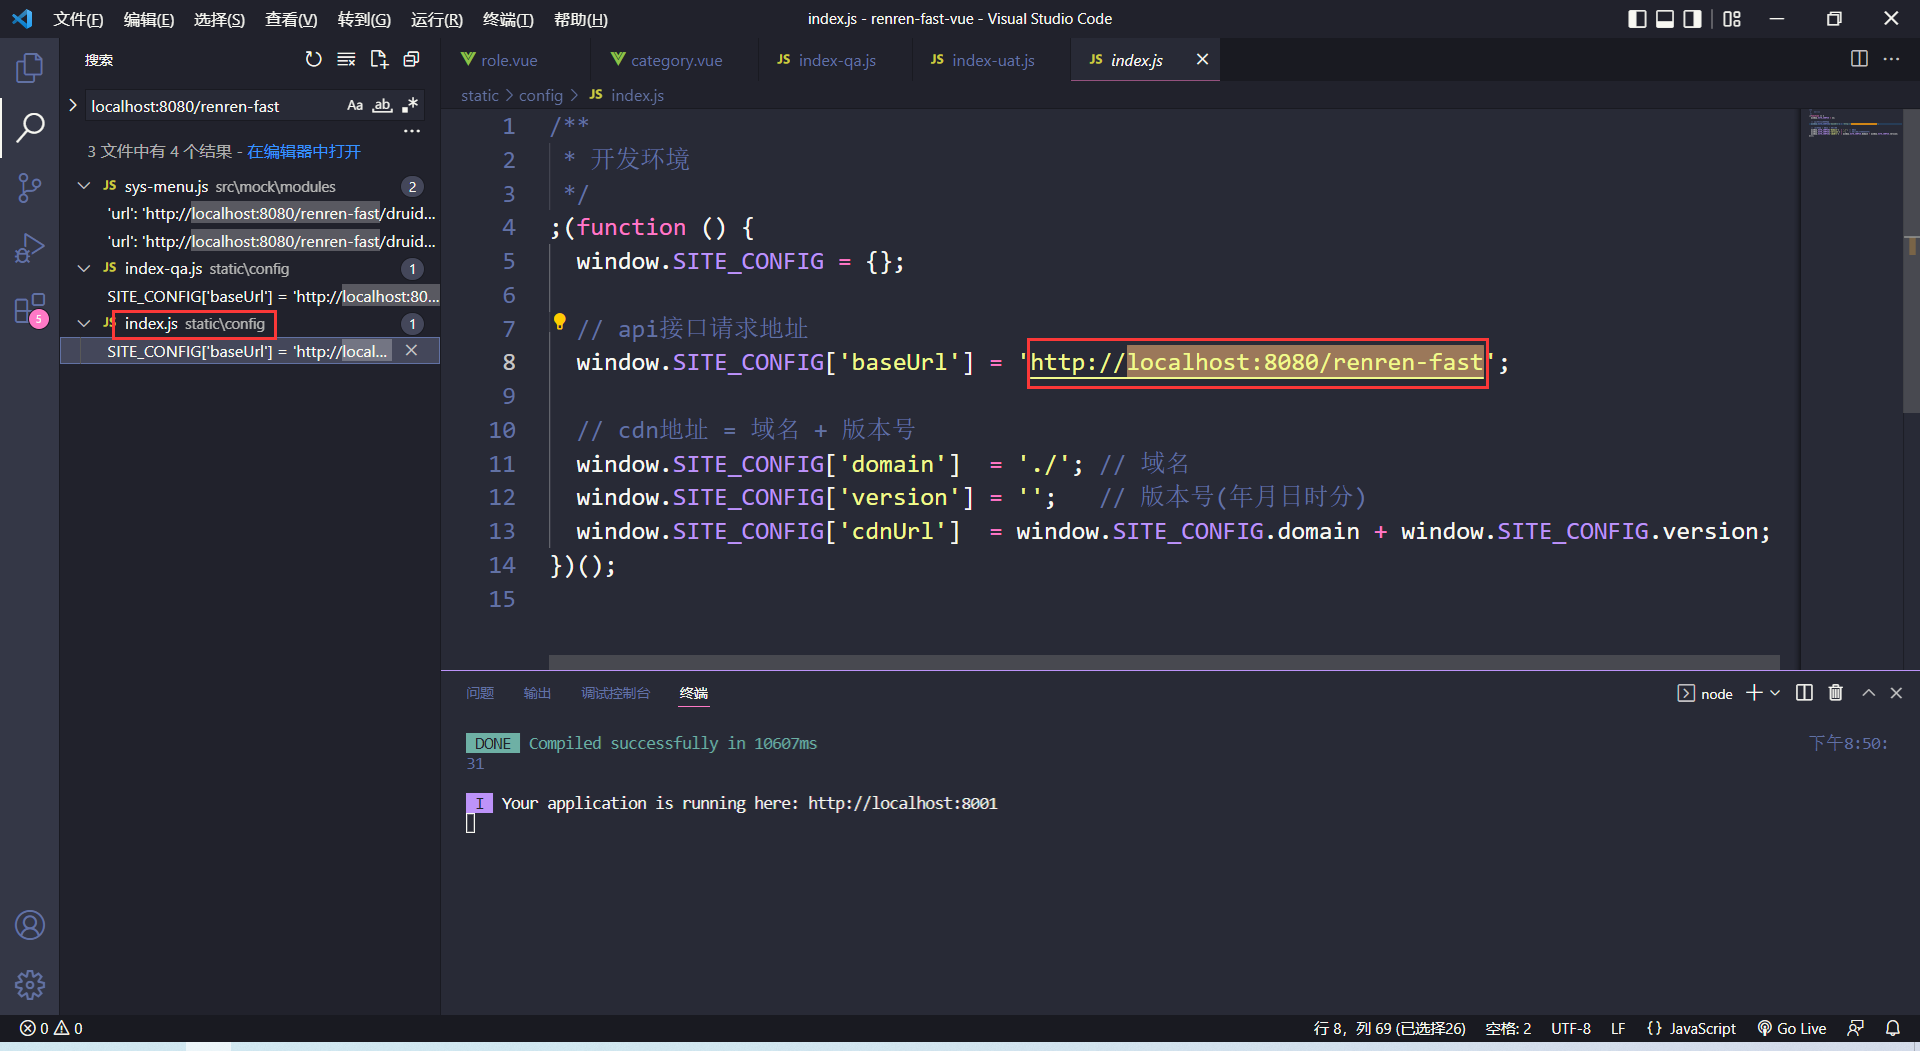 文件(F) 编辑(E) 选择(S) 查看(V) 转到(G) 运行(R) 终端(T) 帮助(H)
index.js - renren-fast-vue - Visual Studio Code
搜索
localhost:8080/renren-fast
Aa ab .*
3 文件中有 4 个结果 - 在编辑器中打开
JS sys-menu.js src\mock\modules 2
'url': 'http://localhost:8080/renren-fast/druid...
'url': 'http://localhost:8080/renren-fast/druid...
JS index-qa.js static\config 1
SITE_CONFIG['baseUrl'] = 'http://localhost:80...
JS index.js static\config 1
SITE_CONFIG['baseUrl'] = 'http://local...
5
role.vue
category.vue
JS index-qa.js
JS index-uat.js
JS index.js
static > config > JS index.js
1 /**
2 * 开发环境
3 */
4 ;(function () {
5 window.SITE_CONFIG = {};
6
7 // api接口请求地址
8 window.SITE_CONFIG['baseUrl'] = 'http://localhost:8080/renren-fast';
9
10 // cdn地址 = 域名 + 版本号
11 window.SITE_CONFIG['domain']  = './'; // 域名
12 window.SITE_CONFIG['version'] = '';   // 版本号(年月日时分)
13 window.SITE_CONFIG['cdnUrl']  = window.SITE_CONFIG.domain + window.SITE_CONFIG.version;
14 })();
15
问题 输出 调试控制台 终端
node
DONE Compiled successfully in 10607ms 下午8:50:
31
I Your application is running here: http://localhost:8001
0 0
行 8，列 69 (已选择26) 空格: 2 UTF-8 LF {} JavaScript Go Live